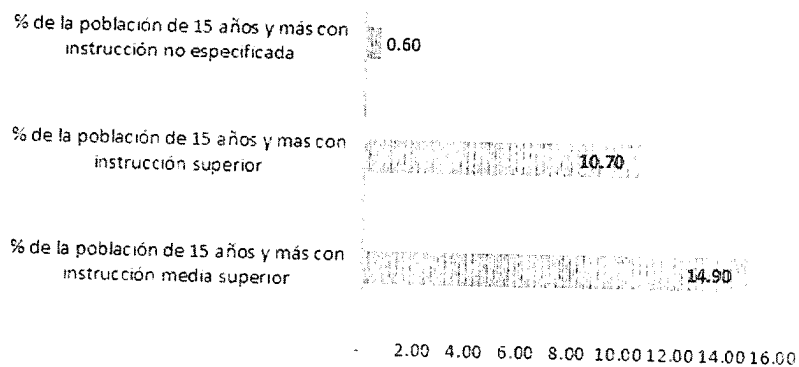 % de la población de 15 años y más con
instrucción no especificada
0.60
% de la población de 15 años y mas con
instrucción superior
10.70
% de la población de 15 años y más con
instrucción media superior
14.90
- 2.00 4.00 6.00 8.00 10.00 12.00 14.00 16.00